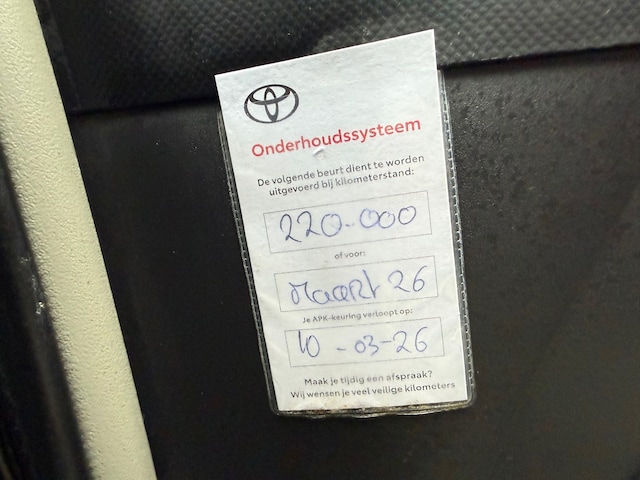 Onderhoudssysteem
De volgende beurt dient te worden
uitgevoerd bij kilometerstand:
220-000
of voor:
Maart 26
Je APK-keuring verloopt op:
10-03-26
Maak je tijdig een afspraak?
Wij wensen je veel veilige kilometers